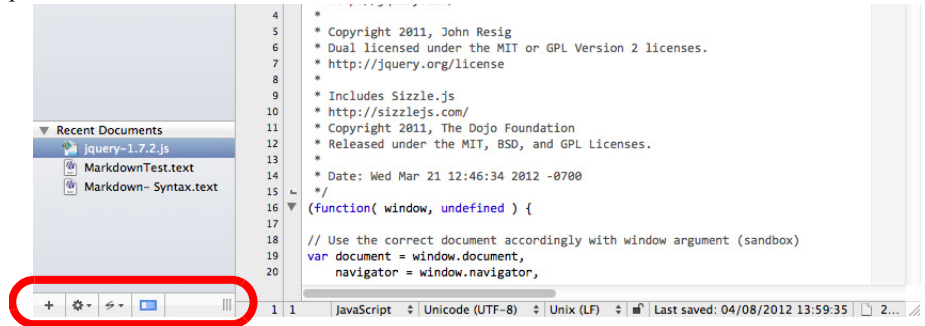 4 *
5 * Copyright 2011, John Resig
6 * Dual licensed under the MIT or GPL Version 2 licenses.
7 * http://jquery.org/license
8 *
9 * Includes Sizzle.js
10 * http://sizzlejs.com/
11 * Copyright 2011, The Dojo Foundation
12 * Released under the MIT, BSD, and GPL Licenses.
13 *
14 * Date: Wed Mar 21 12:46:34 2012 -0700
15 */
16 (function( window, undefined ) {
17
18 // Use the correct document accordingly with window argument (sandbox)
19 var document = window.document,
20 navigator = window.navigator,
Recent Documents
jquery-1.7.2.js
MarkdownTest.text
Markdown- Syntax.text
1 1 JavaScript Unicode (UTF-8) Unix (LF) Last saved: 04/08/2012 13:59:35 2...